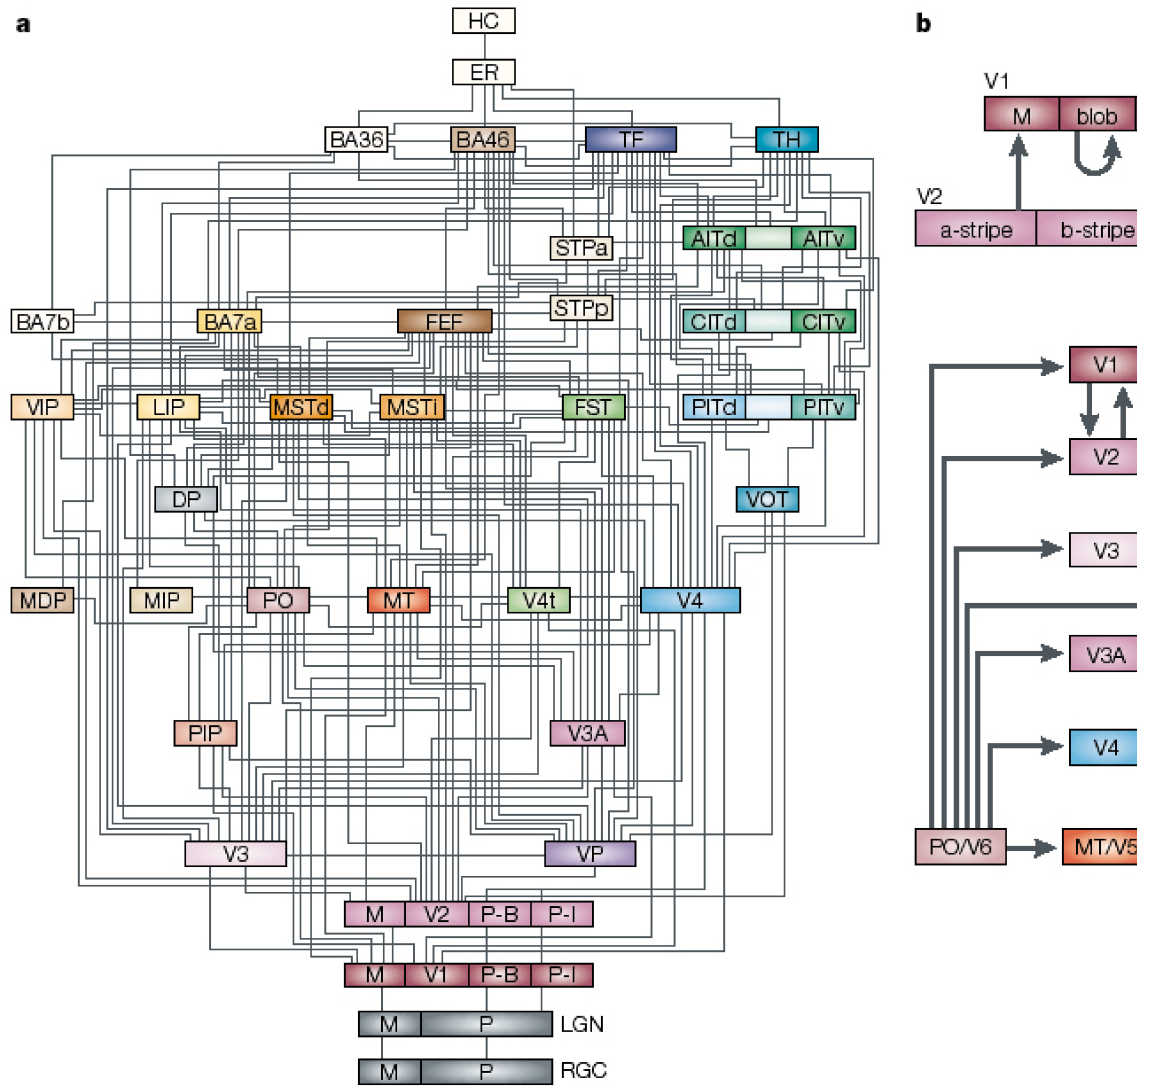 a
HC
ER
BA36 BA46 TF TH
STPa AITd AITv
STPp
BA7b BA7a FEF CITd CITv
VIP LIP MSTd MSTi FST PITd PITv
DP VOT
MDP MIP PO MT V4t V4
PIP V3A
V3 VP
M V2 P-B P-I
M V1 P-B P-I
M P LGN
M P RGC
b
V1
M blob
V2
a-stripe b-stripe
V1
V2
V3
V3A
V4
PO/V6 MT/V5